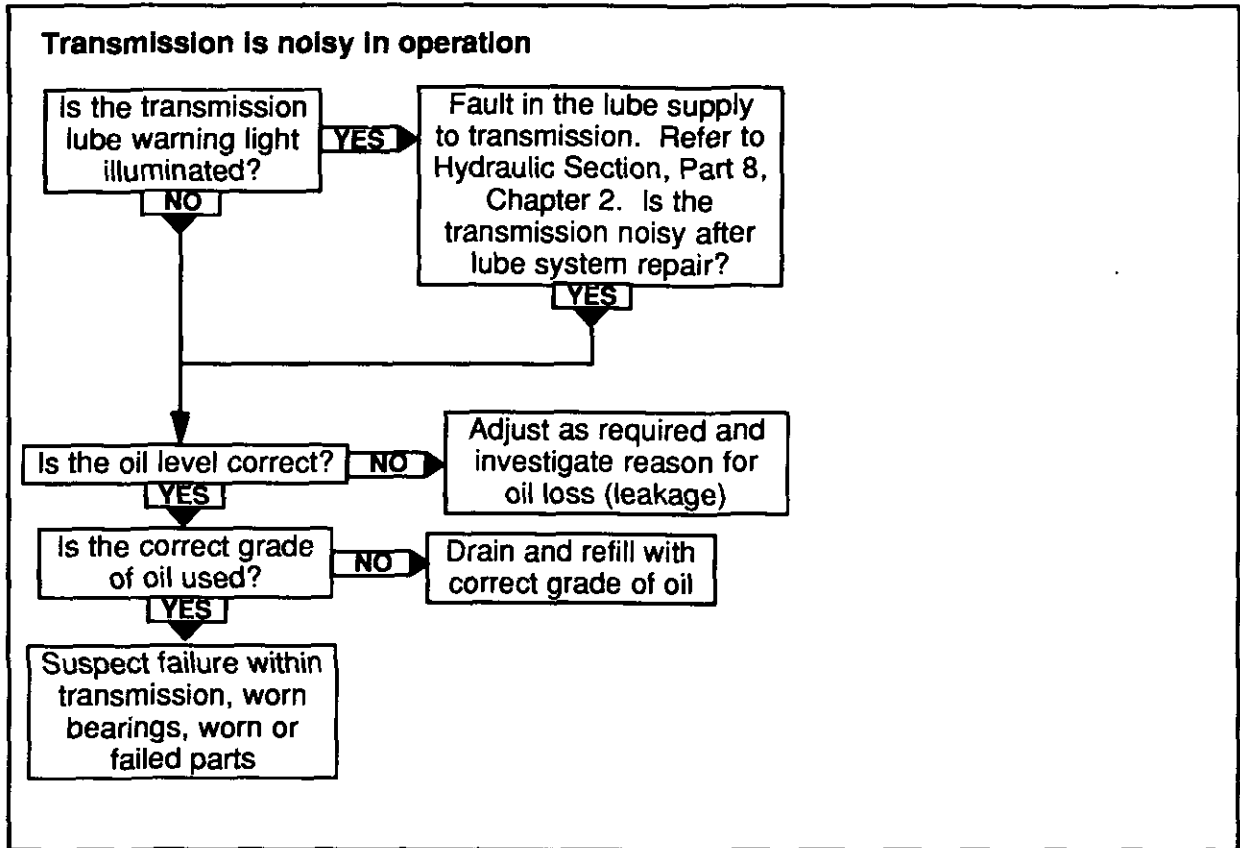 Transmission is noisy in operation
Is the transmission
lube warning light
illuminated?
YES
Fault in the lube supply
to transmission. Refer to
Hydraulic Section, Part 8,
Chapter 2. Is the
transmission noisy after
lube system repair?
NO
YES
Is the oil level correct?
NO
Adjust as required and
investigate reason for
oil loss (leakage)
YES
Is the correct grade
of oil used?
NO
Drain and refill with
correct grade of oil
YES
Suspect failure within
transmission, worn
bearings, worn or
failed parts